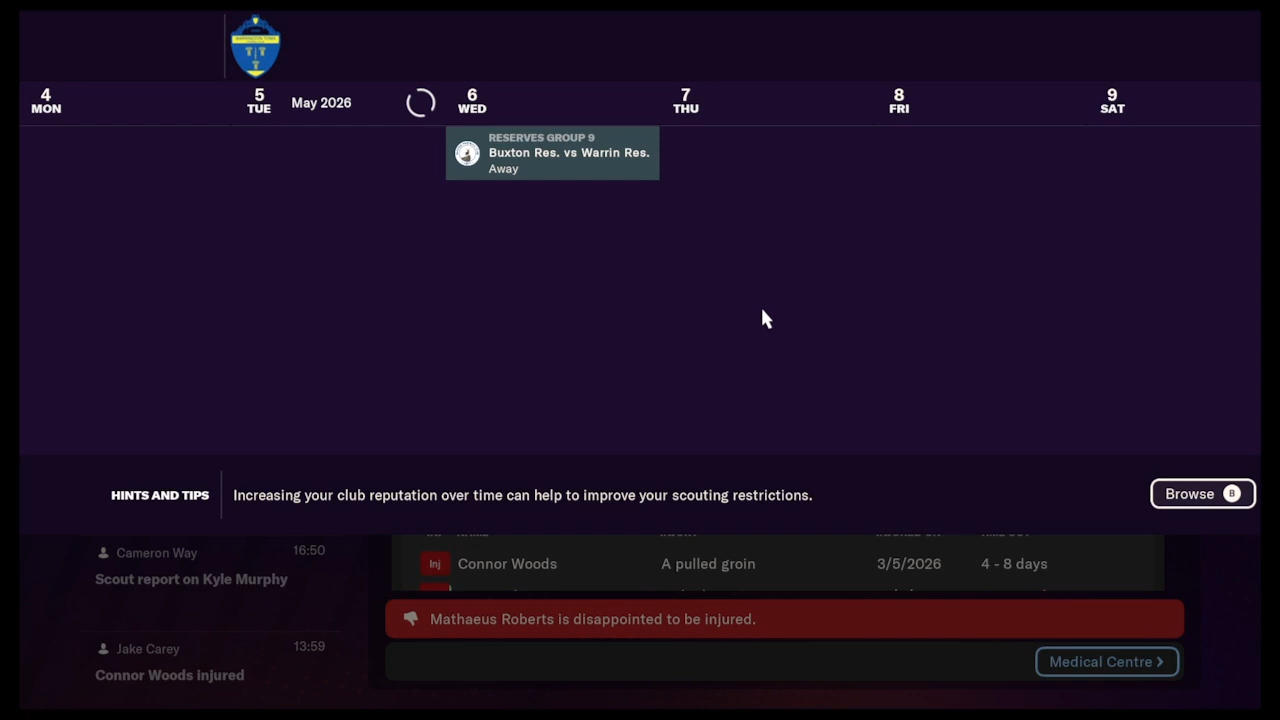 4
MON
5
TUE
May 2026
6
WED
7
THU
8
FRI
9
SAT
RESERVES GROUP 9
Buxton Res. vs Warrin Res.
Away
HINTS AND TIPS
Increasing your club reputation over time can help to improve your scouting restrictions.
Browse B
Cameron Way 16:50
Scout report on Kyle Murphy
Inj Connor Woods A pulled groin 3/5/2026 4 - 8 days
Mathaeus Roberts is disappointed to be injured.
Jake Carey 13:59
Connor Woods injured
Medical Centre